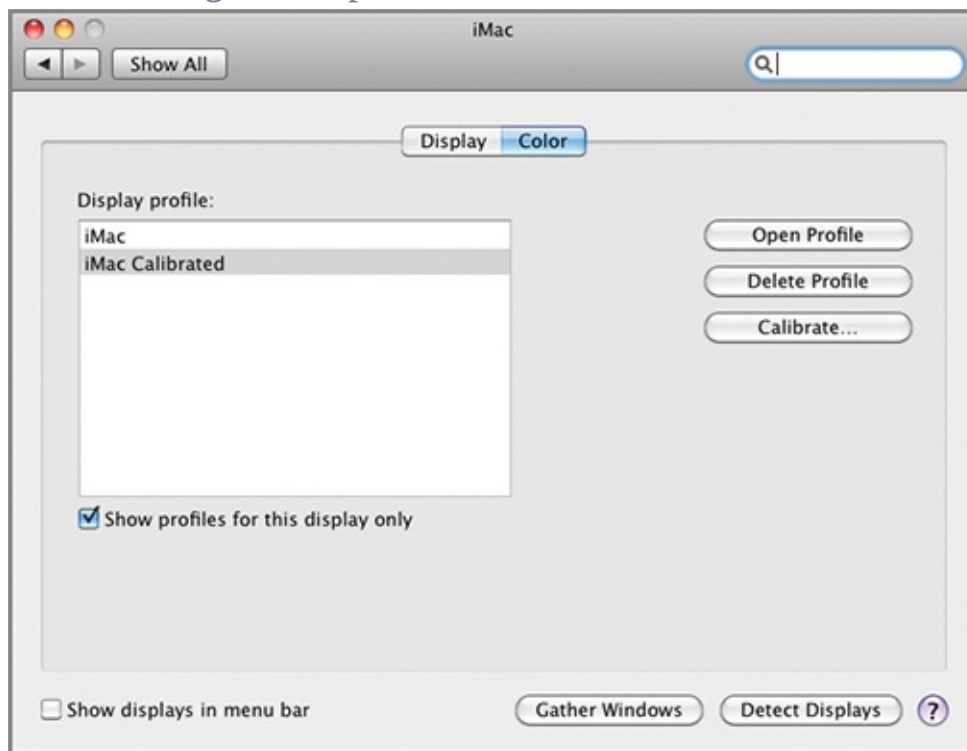 iMac
Show All
Display Color
Display profile:
iMac
iMac Calibrated
Open Profile
Delete Profile
Calibrate...
Show profiles for this display only
Show displays in menu bar
Gather Windows
Detect Displays
?